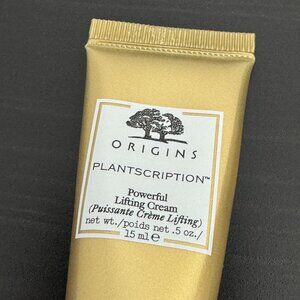 ORIGINS
PLANTSCRIPTION™
Powerful
Lifting Cream
(Puissante Crème Lifting)
net wt./poids net .5 oz./
15 ml e